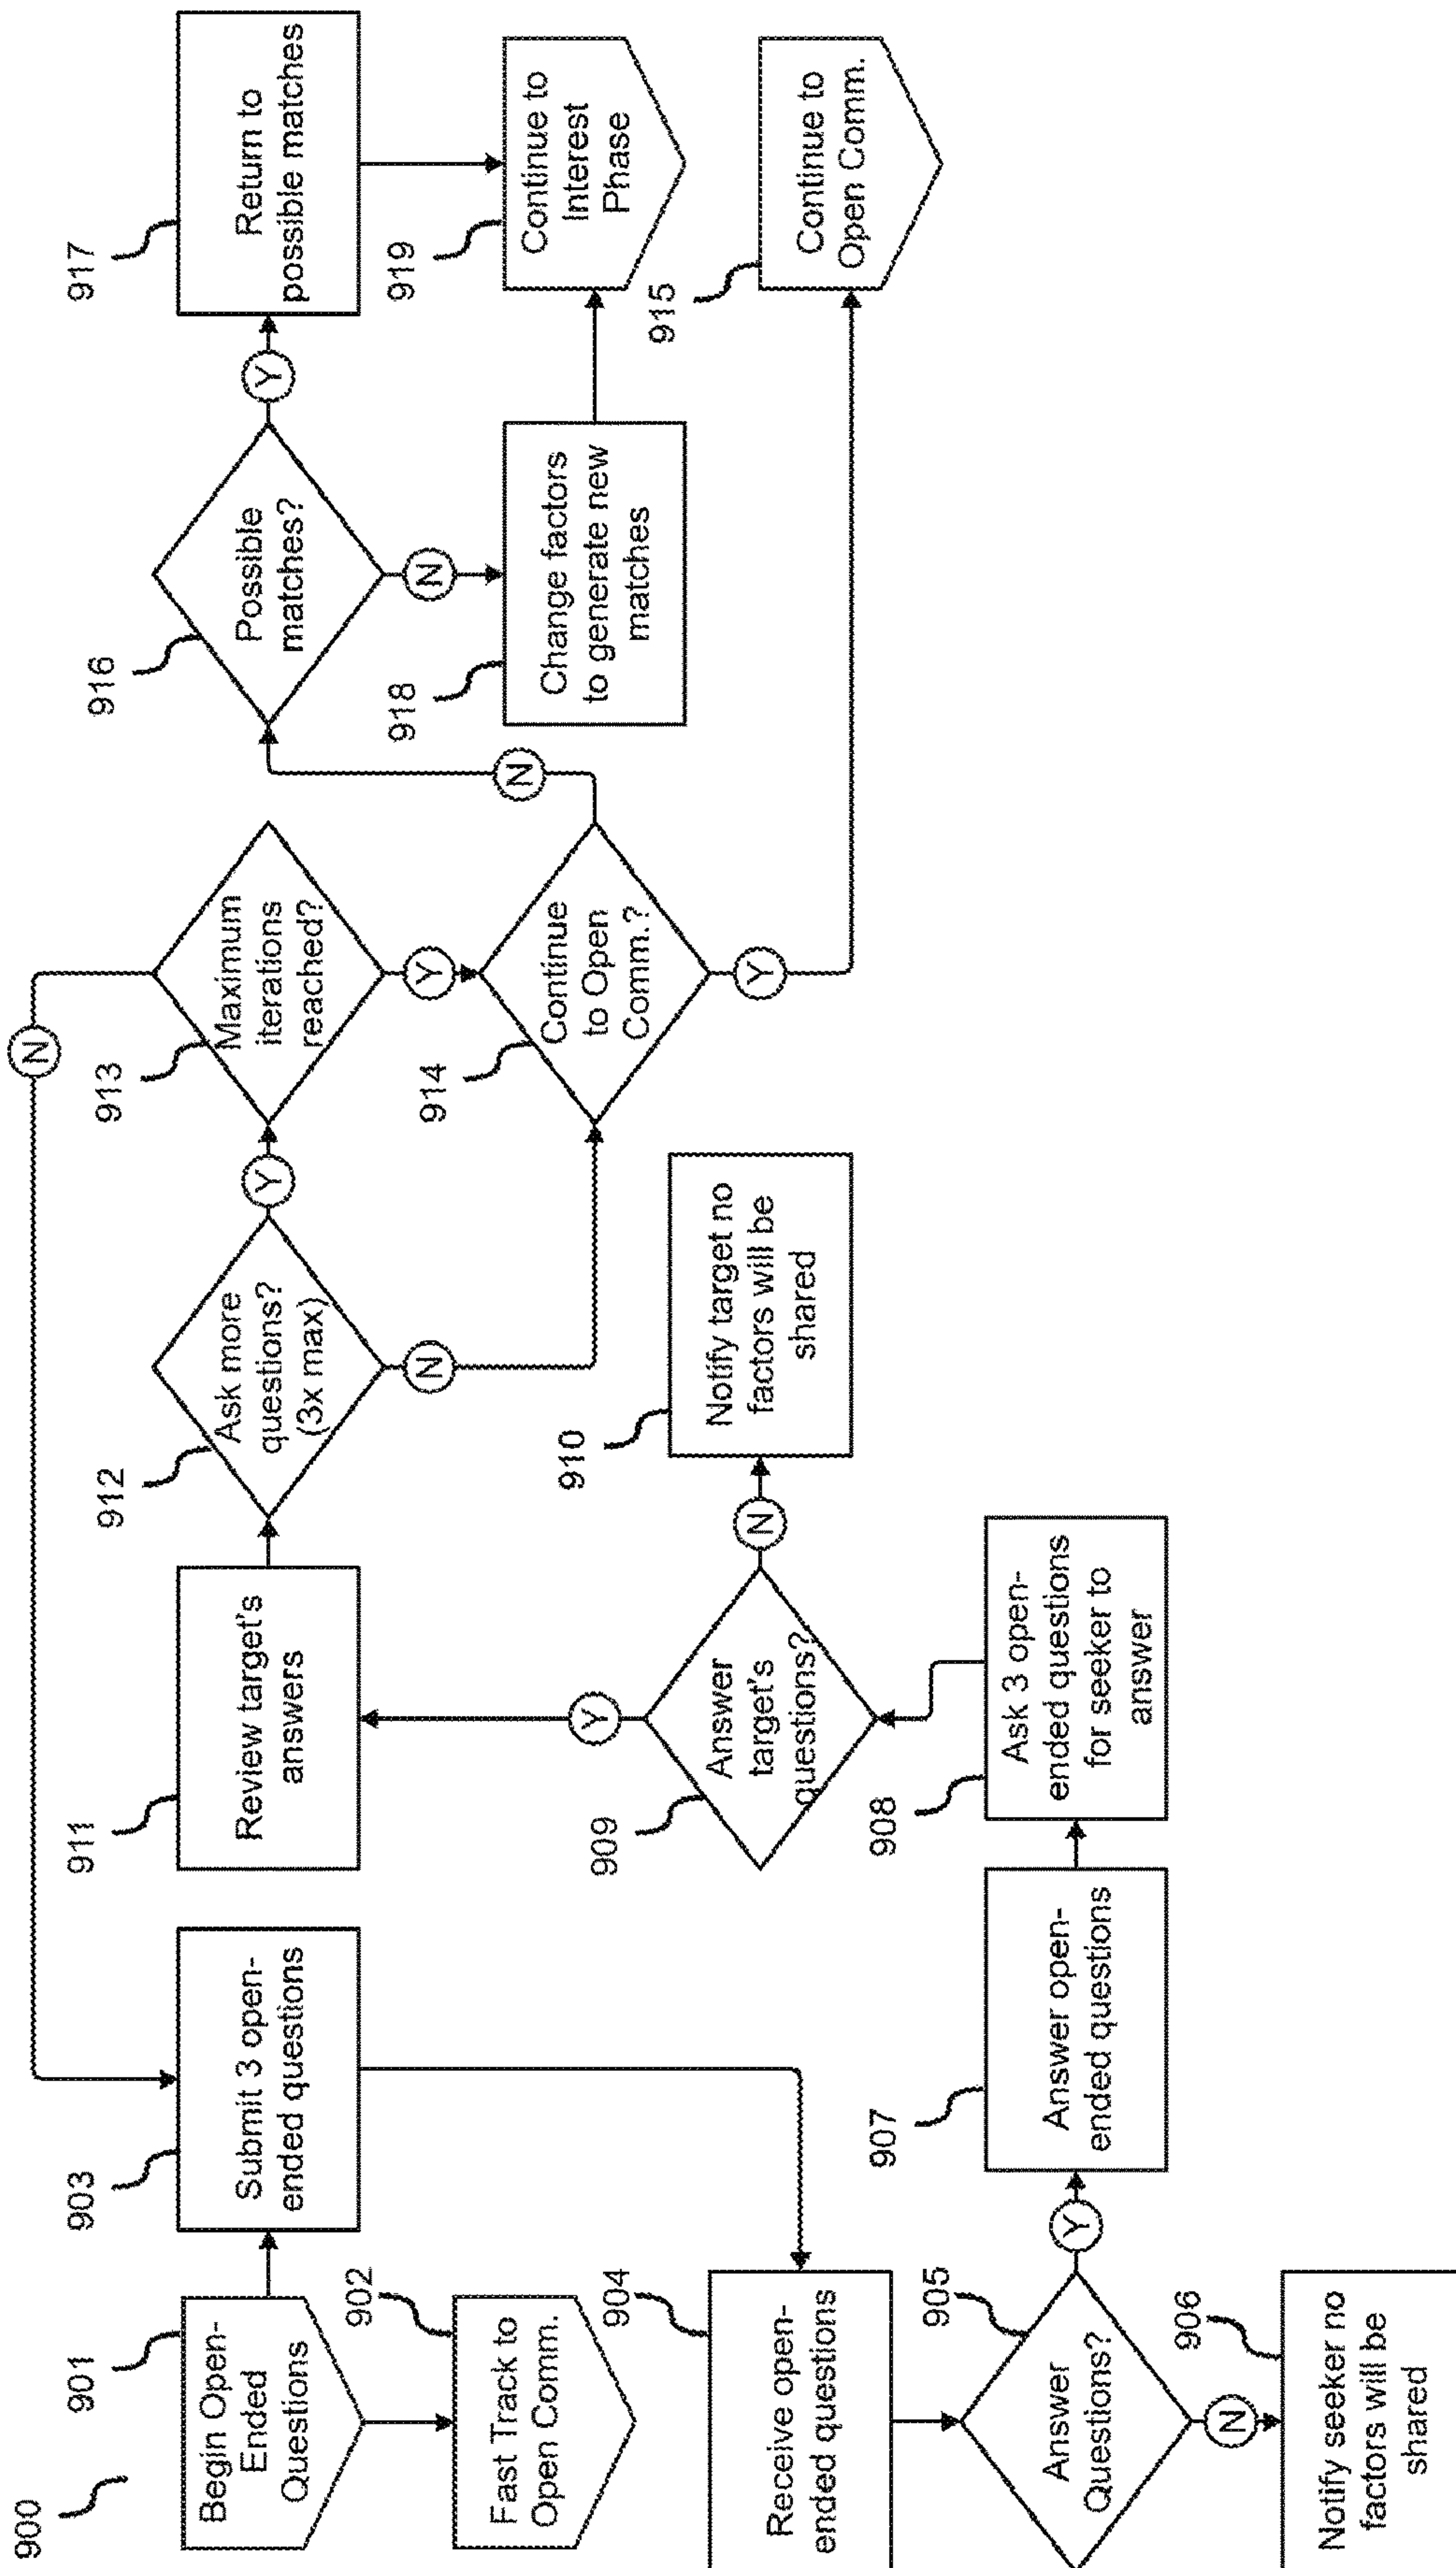 900
901
Begin Open-
Ended
Questions
902
Fast Track to
Open Comm.
903
Submit 3 open-
ended questions
904
Receive open-
ended questions
905
Answer
Questions?
N
906
Notify seeker no
factors will be
shared
Y
907
Answer open-
ended questions
908
Ask 3 open-
ended questions
for seeker to
answer
909
Answer
target's
questions?
N
910
Notify target no
factors will be
shared
Y
911
Review target's
answers
912
Ask more
questions?
(3x max)
Y
N
913
Maximum
iterations
reached?
N
Y
914
Continue
to Open
Comm.?
N
Y
915
Continue to
Open Comm.
916
Possible
matches?
Y
917
Return to
possible matches
N
918
Change factors
to generate new
matches
919
Continue to
Interest
Phase